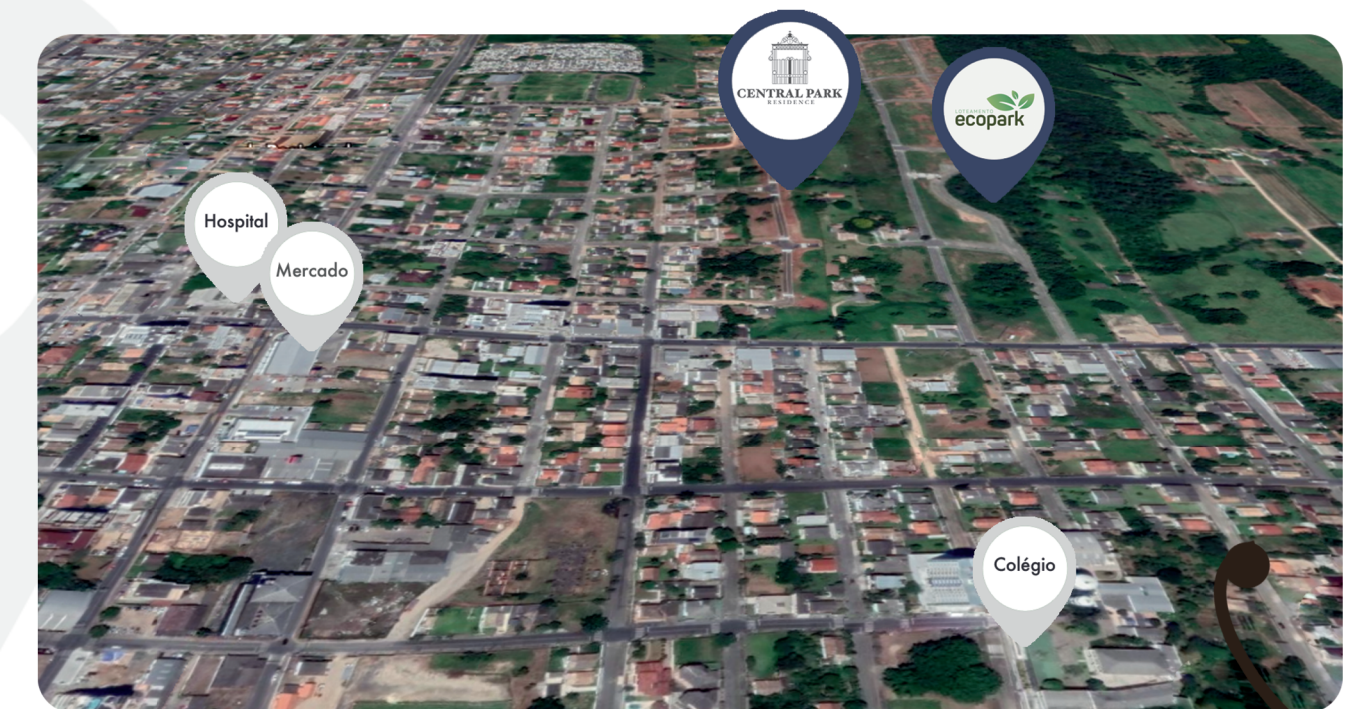 CENTRAL PARK
RESIDENCE
LOTEAMENTO
ecopark
Hospital
Mercado
Colégio